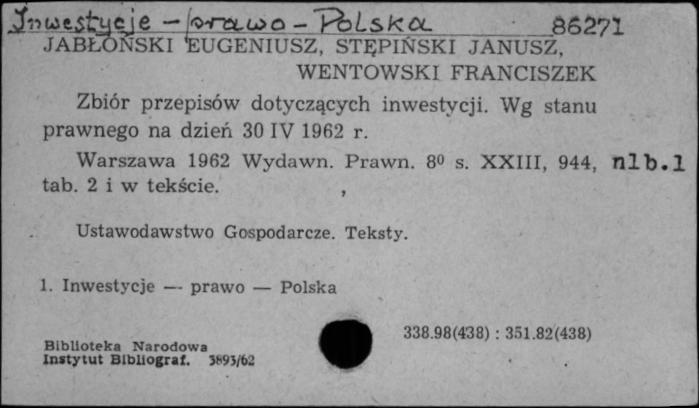 Inwestycje - prawo - Polska 86271
JABŁOŃSKI EUGENIUSZ, STĘPIŃSKI JANUSZ,
WENTOWSKI FRANCISZEK
Zbiór przepisów dotyczących inwestycji. Wg stanu
prawnego na dzień 30 IV 1962 r.
Warszawa 1962 Wydawn. Prawn. 8⁰ s. XXIII, 944, nlb.1
tab. 2 i w tekście.
Ustawodawstwo Gospodarcze. Teksty.
1. Inwestycje — prawo — Polska
338.98(438) : 351.82(438)
Biblioteka Narodowa
Instytut Bibliograf. 3893/62